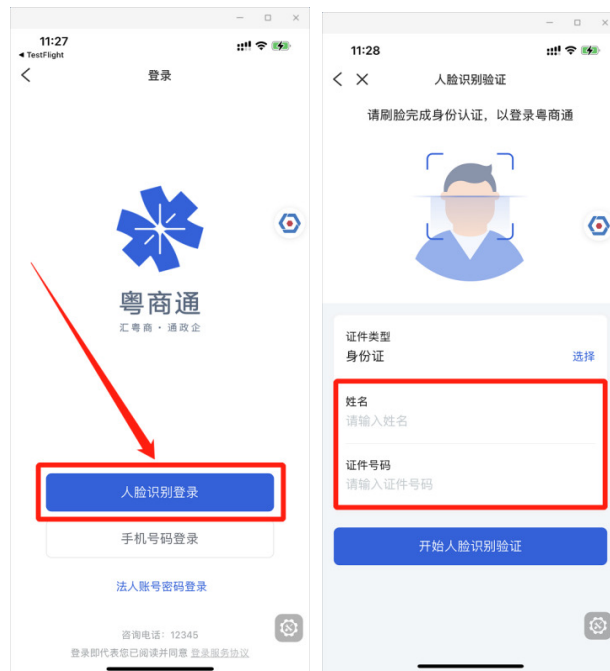 11:27
◀ TestFlight
登录
粤商通
汇粤商·通政企
人脸识别登录
手机号码登录
法人账号密码登录
咨询电话：12345
登录即代表您已阅读并同意 登录服务协议
11:28
人脸识别验证
请刷脸完成身份认证，以登录粤商通
证件类型
身份证
选择
姓名
请输入姓名
证件号码
请输入证件号码
开始人脸识别验证